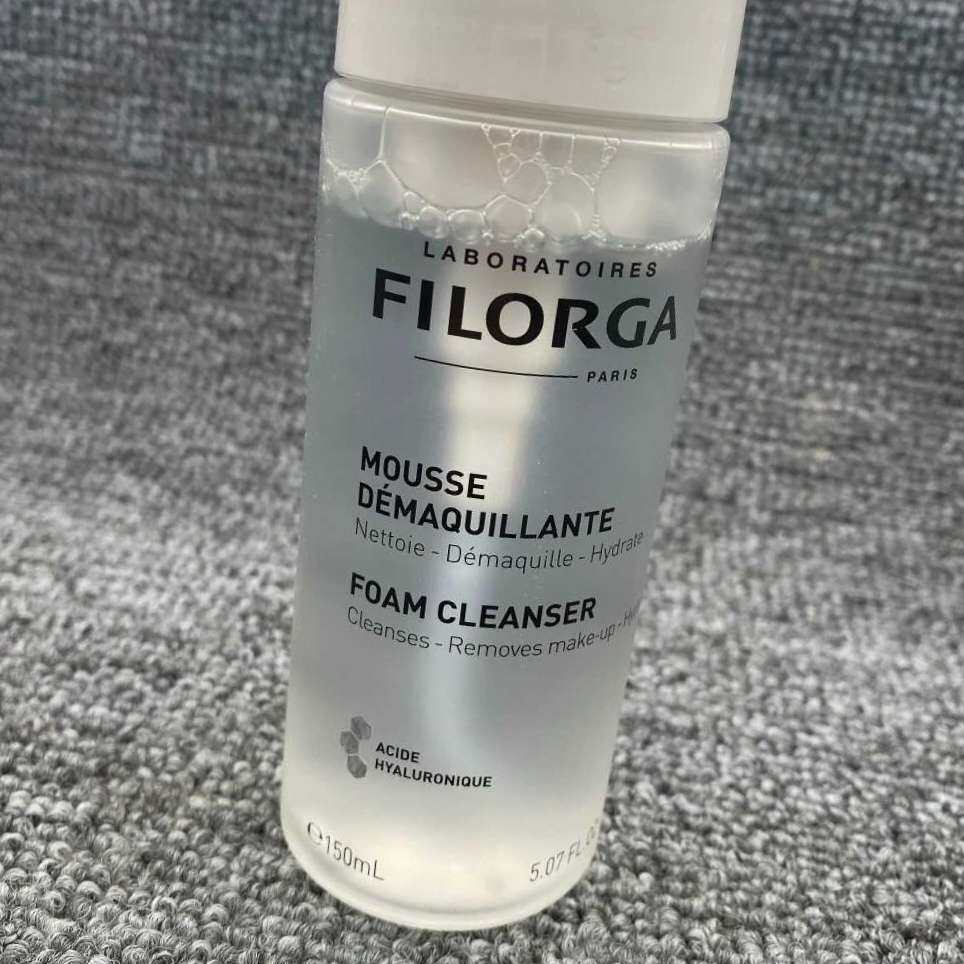 LABORATOIRES
FILORGA
PARIS
MOUSSE
DÉMAQUILLANTE
Nettoie - Démaquille - Hydrate
FOAM CLEANSER
Cleanses - Removes make-up -
ACIDE
HYALURONIQUE
℮150mL
5.07 FL